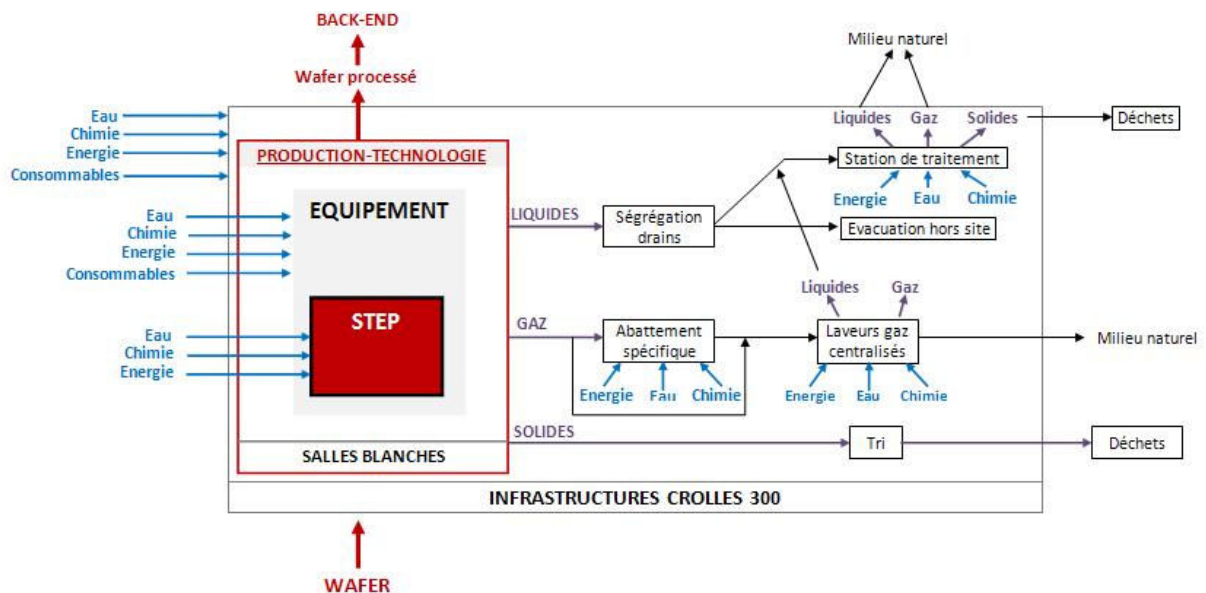 BACK-END
Wafer processé
Milieu naturel
Eau
Chimie
Energie
Consommables
Liquides
Gaz
Solides
Déchets
PRODUCTION-TECHNOLOGIE
Station de traitement
Energie
Eau
Chimie
EQUIPEMENT
Eau
Chimie
Energie
Consommables
LIQUIDES
Ségrégation
drains
Evacuation hors site
Liquides
Gaz
STEP
Eau
Chimie
Energie
GAZ
Abattement
spécifique
Laveurs gaz
centralisés
Milieu naturel
Energie
Eau
Chimie
Energie
Eau
Chimie
SOLIDES
Tri
Déchets
SALLES BLANCHES
INFRASTRUCTURES CROLLES 300
WAFER